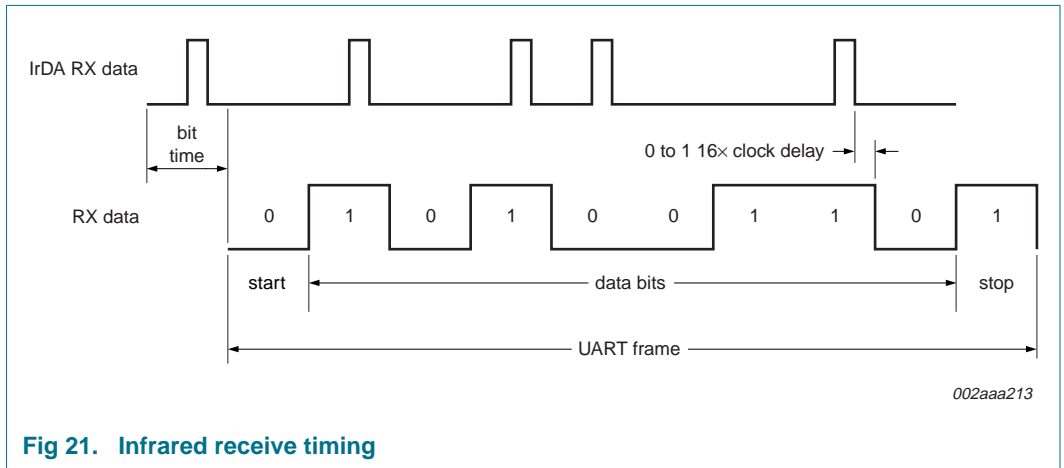 IrDA RX data
bit
time
0 to 1 16× clock delay
RX data
0 1 0 1 0 0 1 1 0 1
start data bits stop
UART frame
002aaa213
Fig 21. Infrared receive timing